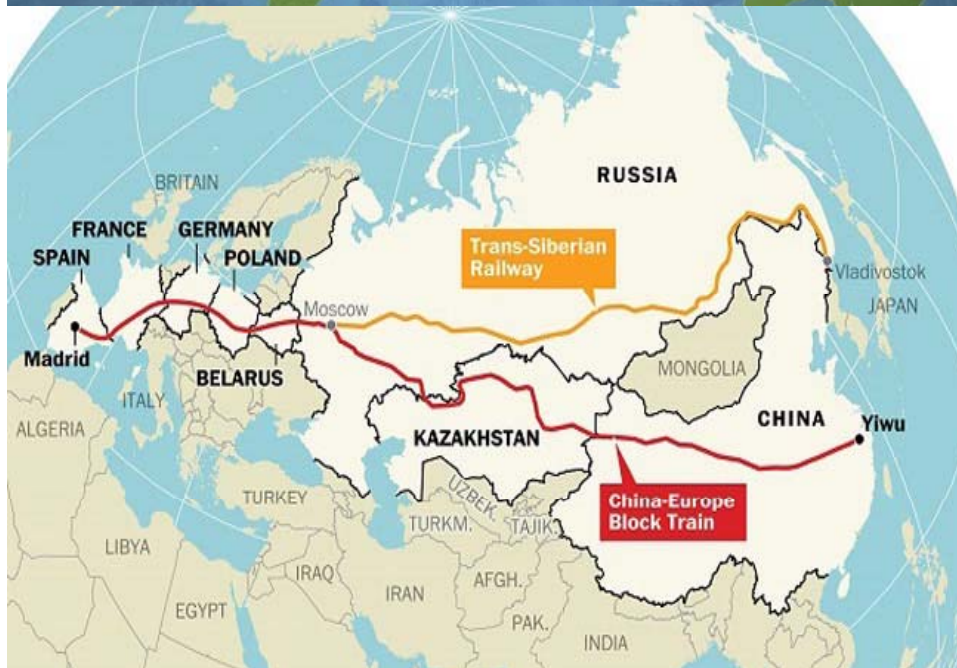 RUSSIA
BRITAIN
FRANCE
GERMANY
SPAIN
POLAND
Trans-Siberian
Railway
Vladivostok
JAPAN
Moscow
Madrid
MONGOLIA
BELARUS
ITALY
CHINA
Yiwu
ALGERIA
KAZAKHSTAN
TURKEY
UZBEK.
China-Europe
Block Train
TURKM.
TAJIK.
LIBYA
IRAQ
IRAN
AFGH.
EGYPT
PAK.
INDIA